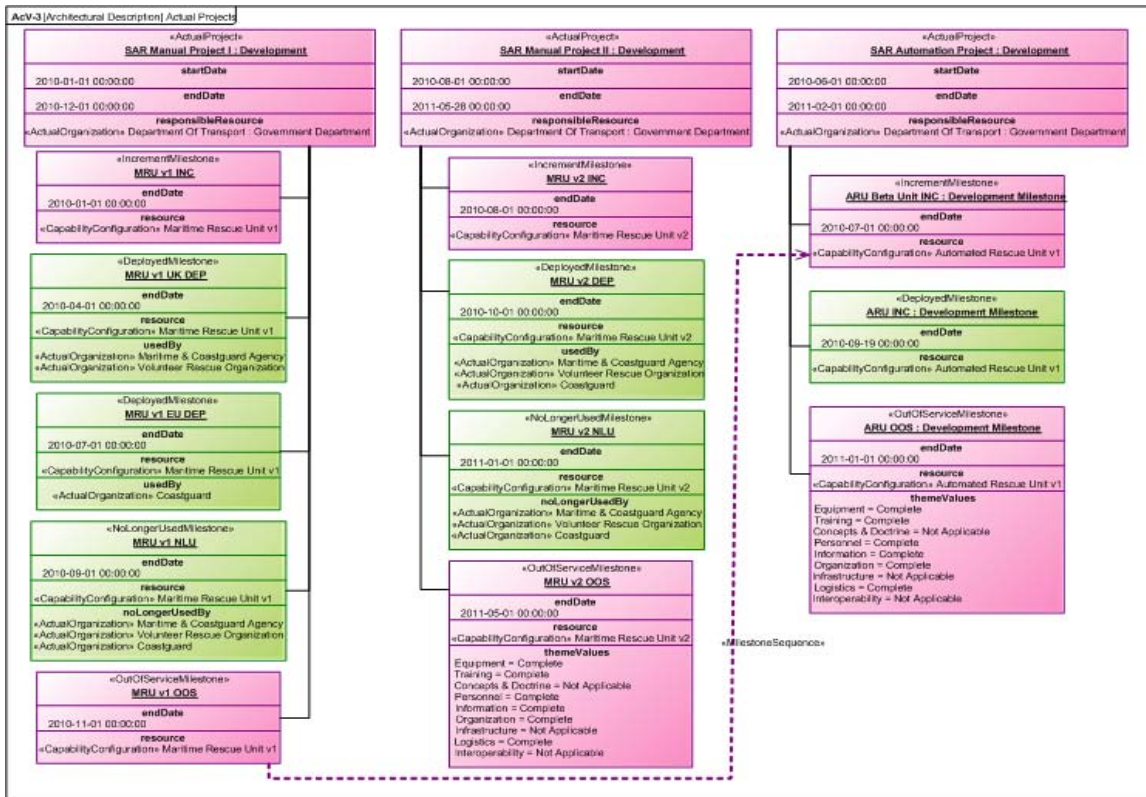 AcV-3 [Architectural Description] Actual Projects
«ActualProject»
SAR Manual Project I : Development
startDate
2010-01-01 00:00:00
endDate
2010-12-01 00:00:00
responsibleResource
«ActualOrganization» Department Of Transport : Government Department
«IncrementMilestone»
MRU v1 INC
endDate
2010-01-01 00:00:00
resource
«CapabilityConfiguration» Maritime Rescue Unit v1
«DeployedMilestone»
MRU v1 UK DEP
endDate
2010-04-01 00:00:00
resource
«CapabilityConfiguration» Maritime Rescue Unit v1
usedBy
«ActualOrganization» Maritime & Coastguard Agency
«ActualOrganization» Volunteer Rescue Organization
«DeployedMilestone»
MRU v1 EU DEP
endDate
2010-07-01 00:00:00
resource
«CapabilityConfiguration» Maritime Rescue Unit v1
usedBy
«ActualOrganization» Coastguard
«NoLongerUsedMilestone»
MRU v1 NLU
endDate
2010-09-01 00:00:00
resource
«CapabilityConfiguration» Maritime Rescue Unit v1
noLongerUsedBy
«ActualOrganization» Maritime & Coastguard Agency
«ActualOrganization» Volunteer Rescue Organization
«ActualOrganization» Coastguard
«OutOfServiceMilestone»
MRU v1 OOS
endDate
2010-11-01 00:00:00
resource
«CapabilityConfiguration» Maritime Rescue Unit v1
«ActualProject»
SAR Manual Project II : Development
startDate
2010-08-01 00:00:00
endDate
2011-05-28 00:00:00
responsibleResource
«ActualOrganization» Department Of Transport : Government Department
«IncrementMilestone»
MRU v2 INC
endDate
2010-08-01 00:00:00
resource
«CapabilityConfiguration» Maritime Rescue Unit v2
«DeployedMilestone»
MRU v2 DEP
endDate
2010-10-01 00:00:00
resource
«CapabilityConfiguration» Maritime Rescue Unit v2
usedBy
«ActualOrganization» Maritime & Coastguard Agency
«ActualOrganization» Volunteer Rescue Organization
«ActualOrganization» Coastguard
«NoLongerUsedMilestone»
MRU v2 NLU
endDate
2011-01-01 00:00:00
resource
«CapabilityConfiguration» Maritime Rescue Unit v2
noLongerUsedBy
«ActualOrganization» Maritime & Coastguard Agency
«ActualOrganization» Volunteer Rescue Organization
«ActualOrganization» Coastguard
«OutOfServiceMilestone»
MRU v2 OOS
endDate
2011-05-01 00:00:00
resource
«CapabilityConfiguration» Maritime Rescue Unit v2
themeValues
Equipment = Complete
Training = Complete
Concepts & Doctrine = Not Applicable
Personnel = Complete
Information = Complete
Organization = Complete
Infrastructure = Not Applicable
Logistics = Complete
Interoperability = Not Applicable
«MilestoneSequence»
«ActualProject»
SAR Automation Project : Development
startDate
2010-06-01 00:00:00
endDate
2011-02-01 00:00:00
responsibleResource
«ActualOrganization» Department Of Transport : Government Department
«IncrementMilestone»
ARU Beta Unit INC : Development Milestone
endDate
2010-07-01 00:00:00
resource
«CapabilityConfiguration» Automated Rescue Unit v1
«DeployedMilestone»
ARU INC : Development Milestone
endDate
2010-09-19 00:00:00
resource
«CapabilityConfiguration» Automated Rescue Unit v1
«OutOfServiceMilestone»
ARU OOS : Development Milestone
endDate
2011-01-01 00:00:00
resource
«CapabilityConfiguration» Automated Rescue Unit v1
themeValues
Equipment = Complete
Training = Complete
Concepts & Doctrine = Not Applicable
Personnel = Complete
Information = Complete
Organization = Complete
Infrastructure = Not Applicable
Logistics = Complete
Interoperability = Not Applicable